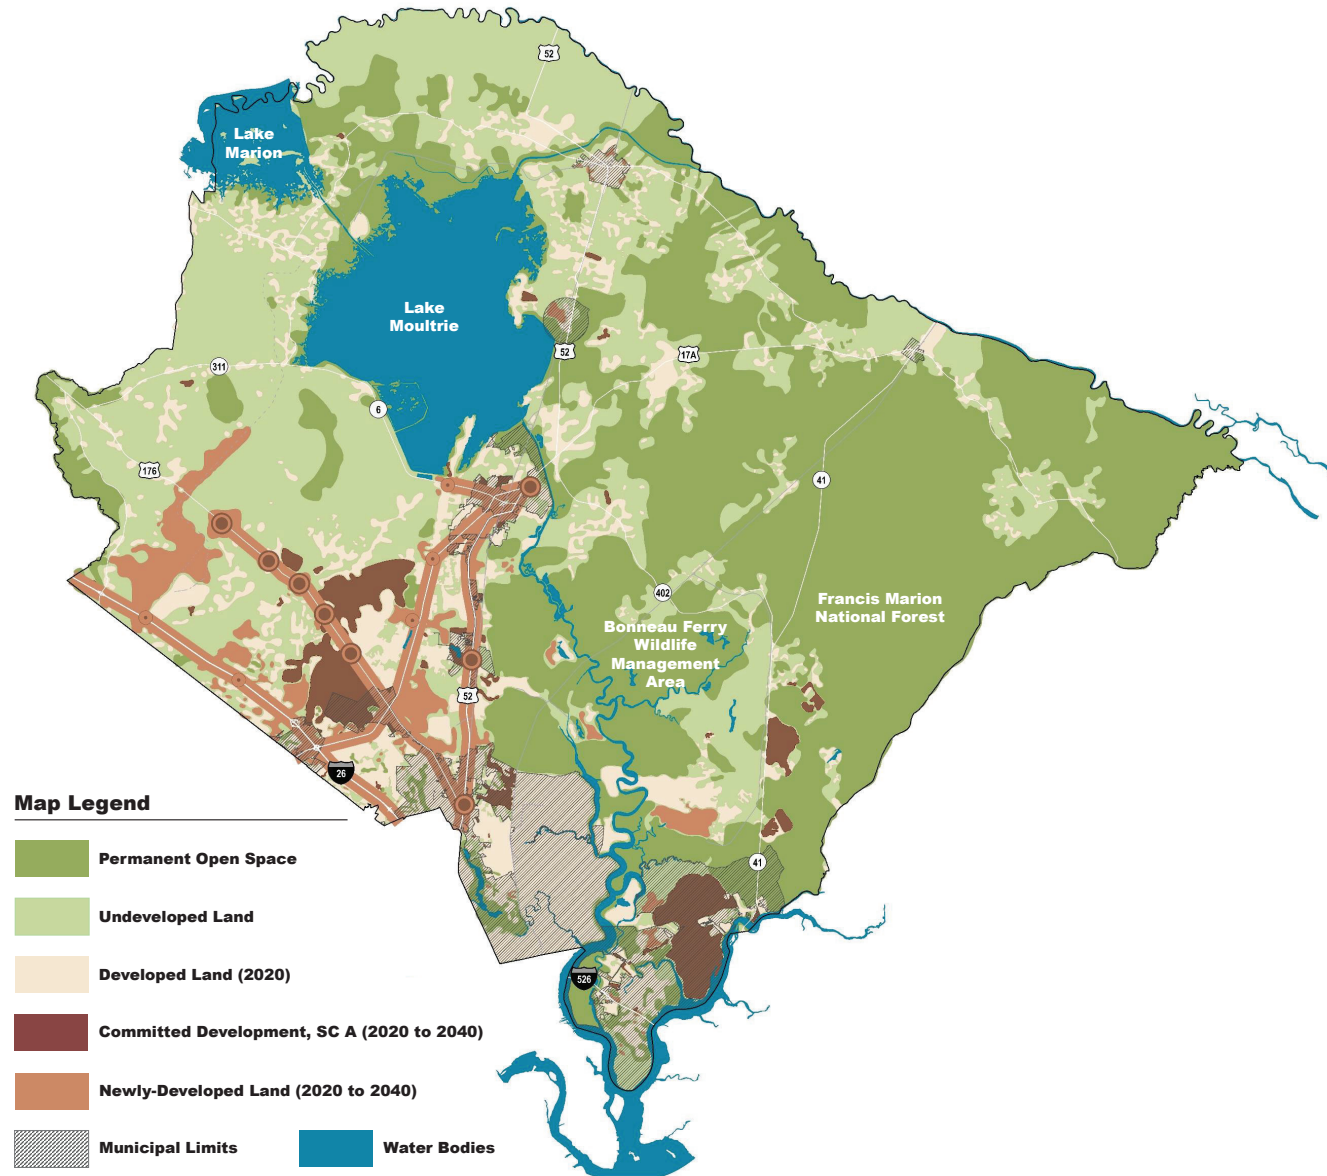 52
Lake
Marion
Lake
Moultrie
52
17A
311
6
176
41
402
Francis Marion
National Forest
Bonneau Ferry
Wildlife
Management
Area
52
26
41
526
Map Legend
Permanent Open Space
Undeveloped Land
Developed Land (2020)
Committed Development, SC A (2020 to 2040)
Newly-Developed Land (2020 to 2040)
Municipal Limits
Water Bodies